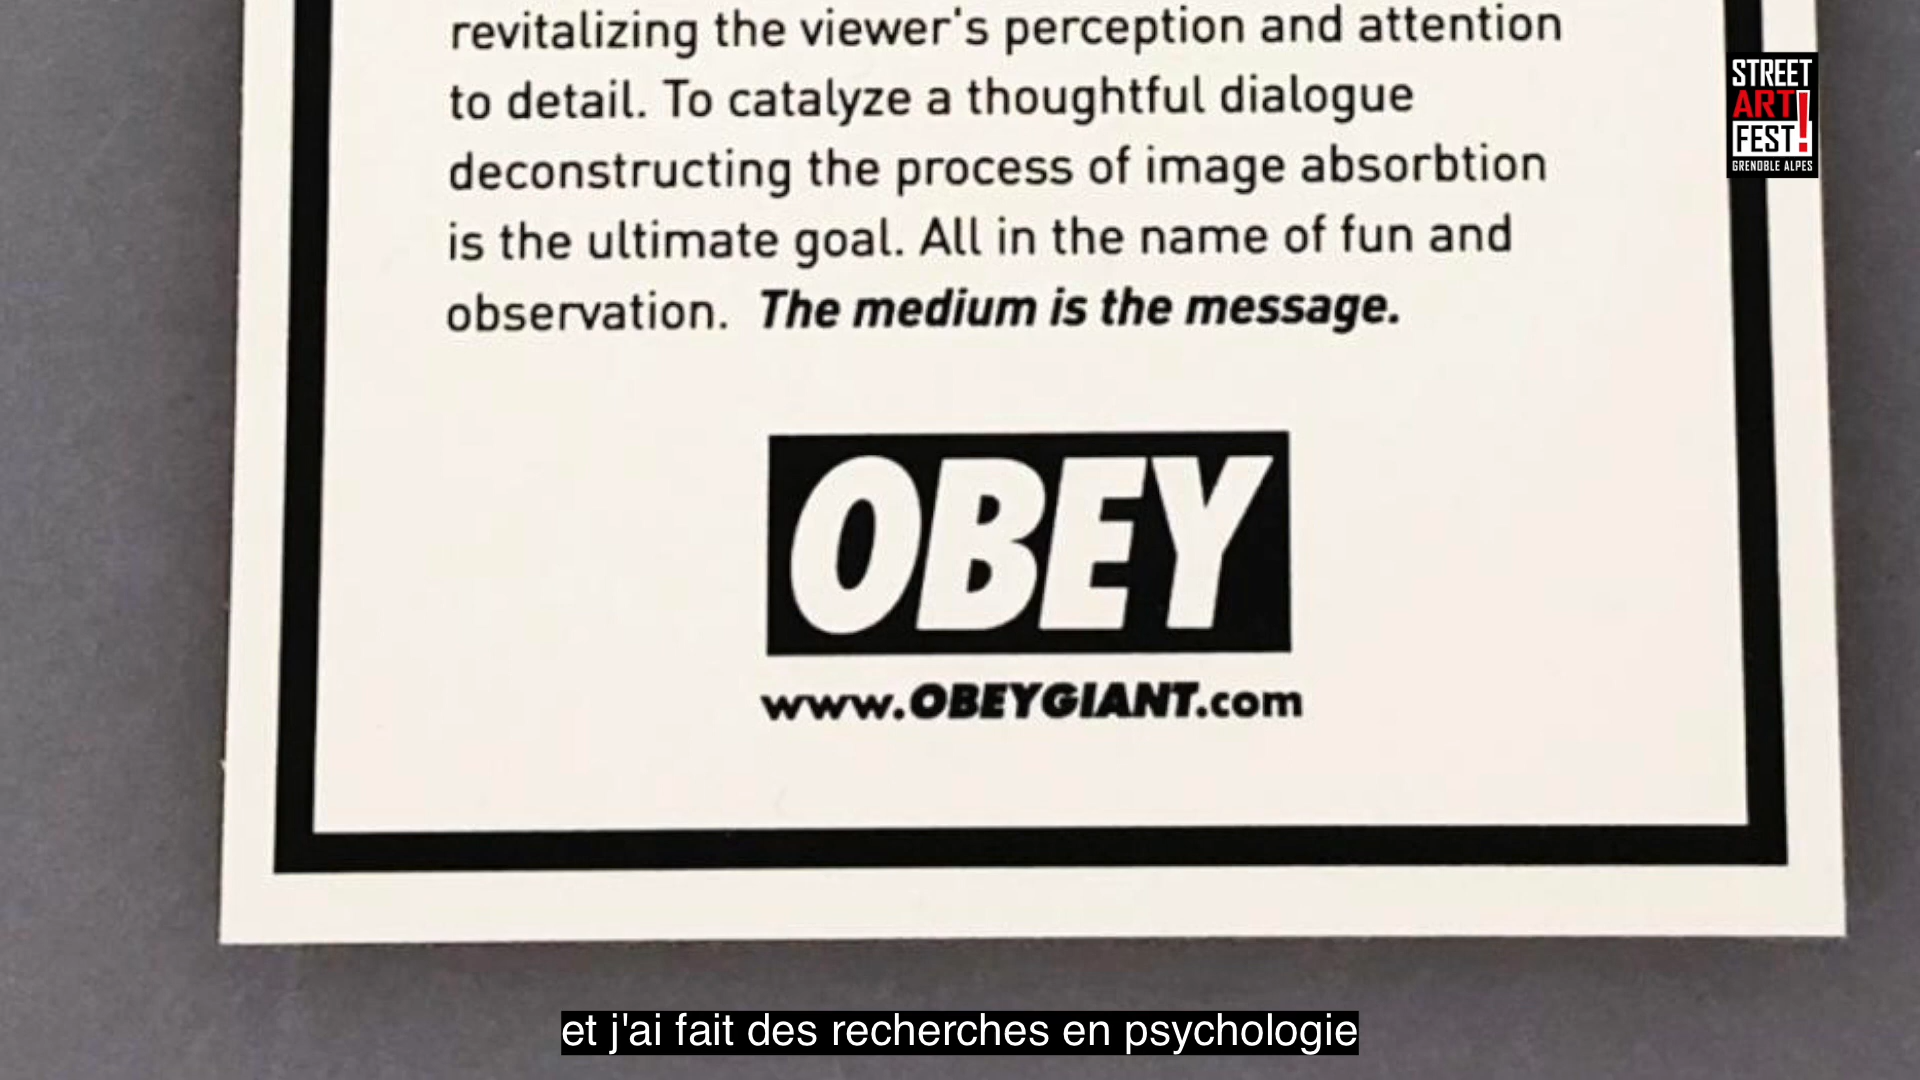 revitalizing the viewer's perception and attention
to detail. To catalyze a thoughtful dialogue
deconstructing the process of image absorbtion
is the ultimate goal. All in the name of fun and
observation. The medium is the message.
OBEY
www.OBEYGIANT.com
STREET
ART!
FEST
GRENOBLE ALPES
et j'ai fait des recherches en psychologie